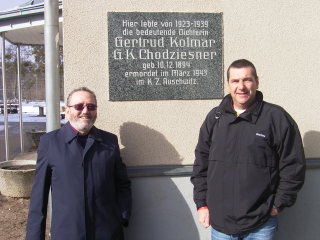 Hier lebte von 1923-1939
die bedeutende Dichterin
Gertrud Kolmar
G.K.Chodziesner
geb 10.12.1894
ermordet im März 1943
im K.Z. Auschwitz